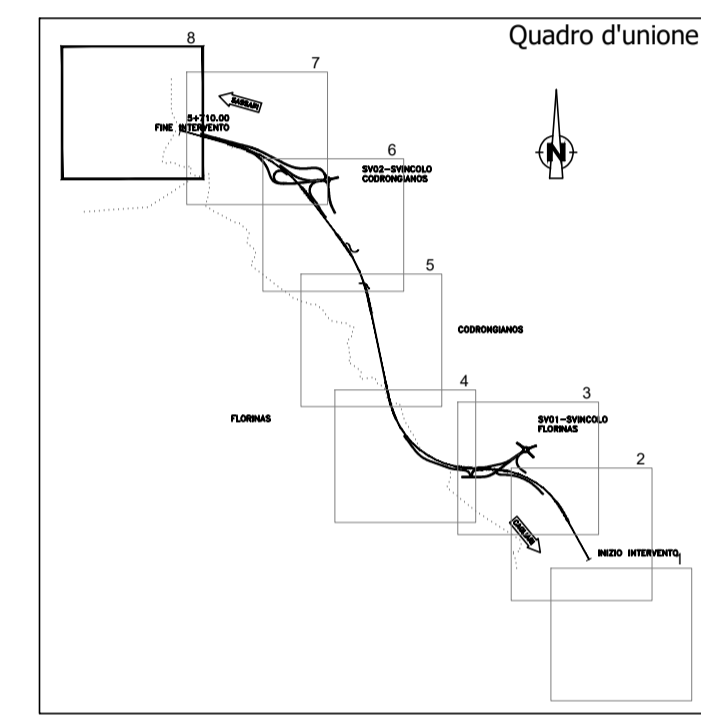 Quadro d'unione
8
7
SASSARI
5+710.00
FINE INTERVENTO
N
6
SV02-SVINCOLO
CODRONGIANOS
5
CODRONGIANOS
4
3
FLORINAS
SV01-SVINCOLO
FLORINAS
2
CAGLIARI
INIZIO INTERVENTO
1